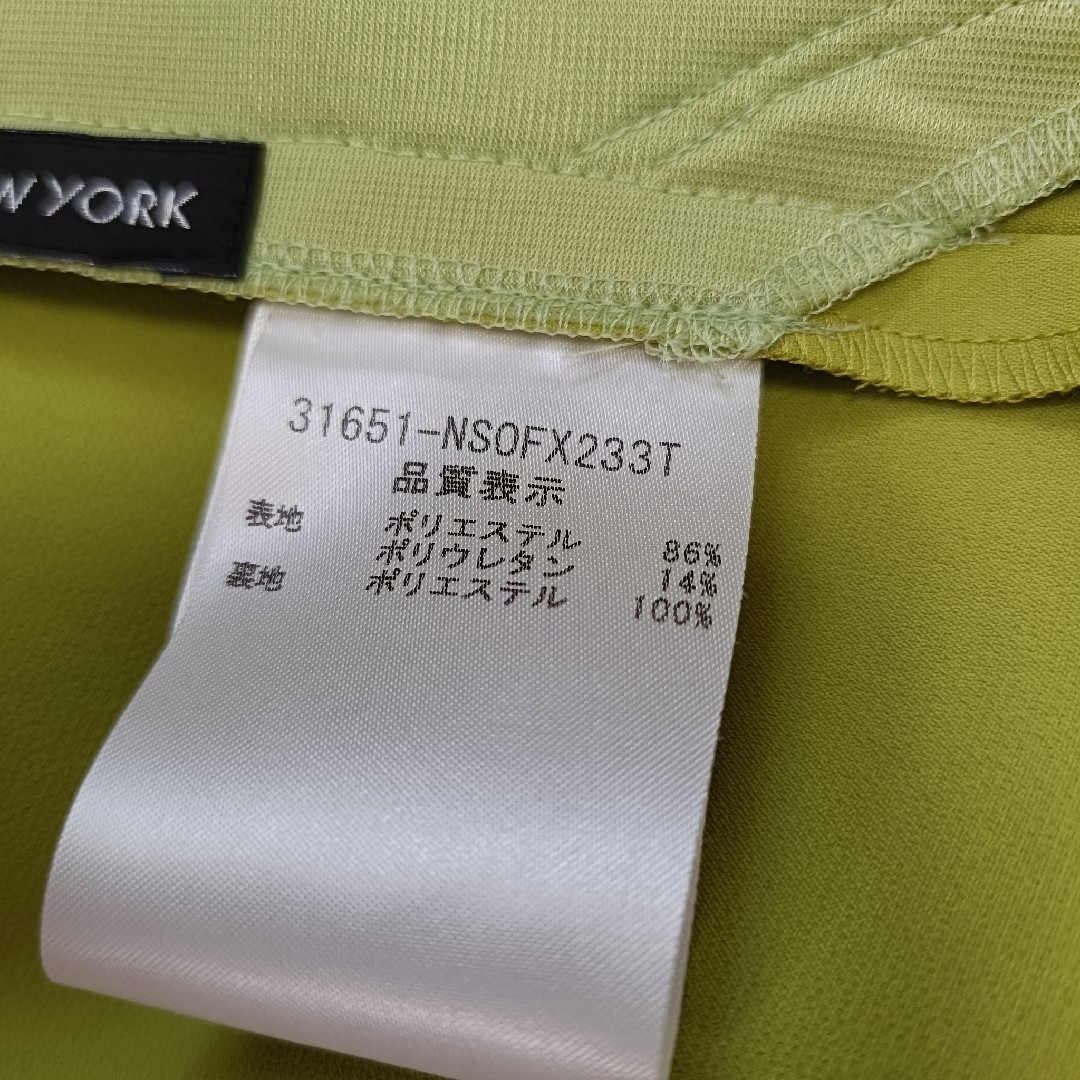 YORK
31651-NSOFX233T
品質表示
表地 ポリエステル 86%
ポリウレタン 14%
裏地 ポリエステル 100%